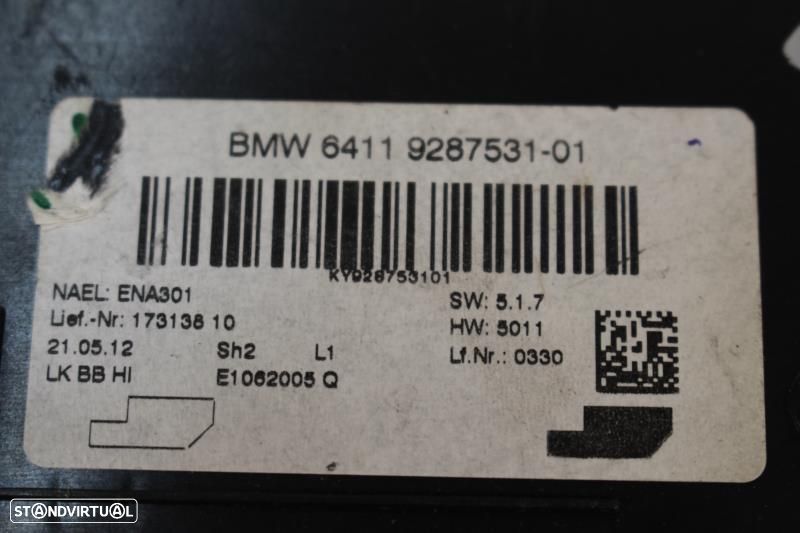 BMW 6411 9287531-01
KY928753101
NAEL: ENA301
Lief.-Nr: 173138 10
21.05.12 Sh2 L1
LK BB HI E1062005 Q
SW: 5.1.7
HW: 5011
Lf.Nr.: 0330
STANDVIRTUAL